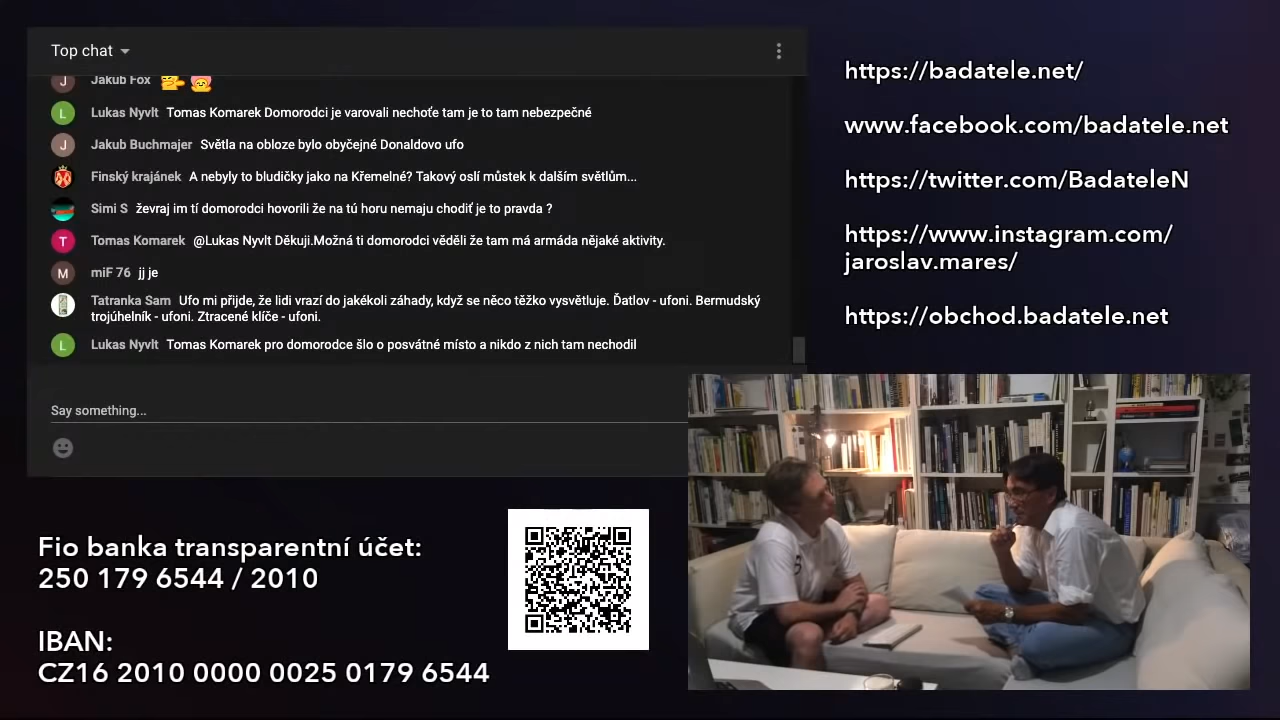 Top chat
J Jakub Fox
L Lukas Nyvlt Tomas Komarek Domorodci je varovali nechoťe tam je to tam nebezpečné
J Jakub Buchmajer Světla na obloze bylo obyčejné Donaldovo ufo
Finský krajánek A nebyly to bludičky jako na Křemelné? Takový oslí můstek k dalším světlům...
Simi S ževraj im tí domorodci hovorili že na tú horu nemaju chodiť je to pravda ?
T Tomas Komarek @Lukas Nyvlt Děkuji.Možná ti domorodci věděli že tam má armáda nějaké aktivity.
M miF 76 jj je
Tatranka Sam Ufo mi přijde, že lidi vrazí do jakékoli záhady, když se něco těžko vysvětluje. Ďatlov - ufoni. Bermudský
trojúhelník - ufoni. Ztracené klíče - ufoni.
L Lukas Nyvlt Tomas Komarek pro domorodce šlo o posvátné místo a nikdo z nich tam nechodil
Say something...
https://badatele.net/
www.facebook.com/badatele.net
https://twitter.com/BadateleN
https://www.instagram.com/
jaroslav.mares/
https://obchod.badatele.net
Fio banka transparentní účet:
250 179 6544 / 2010
IBAN:
CZ16 2010 0000 0025 0179 6544